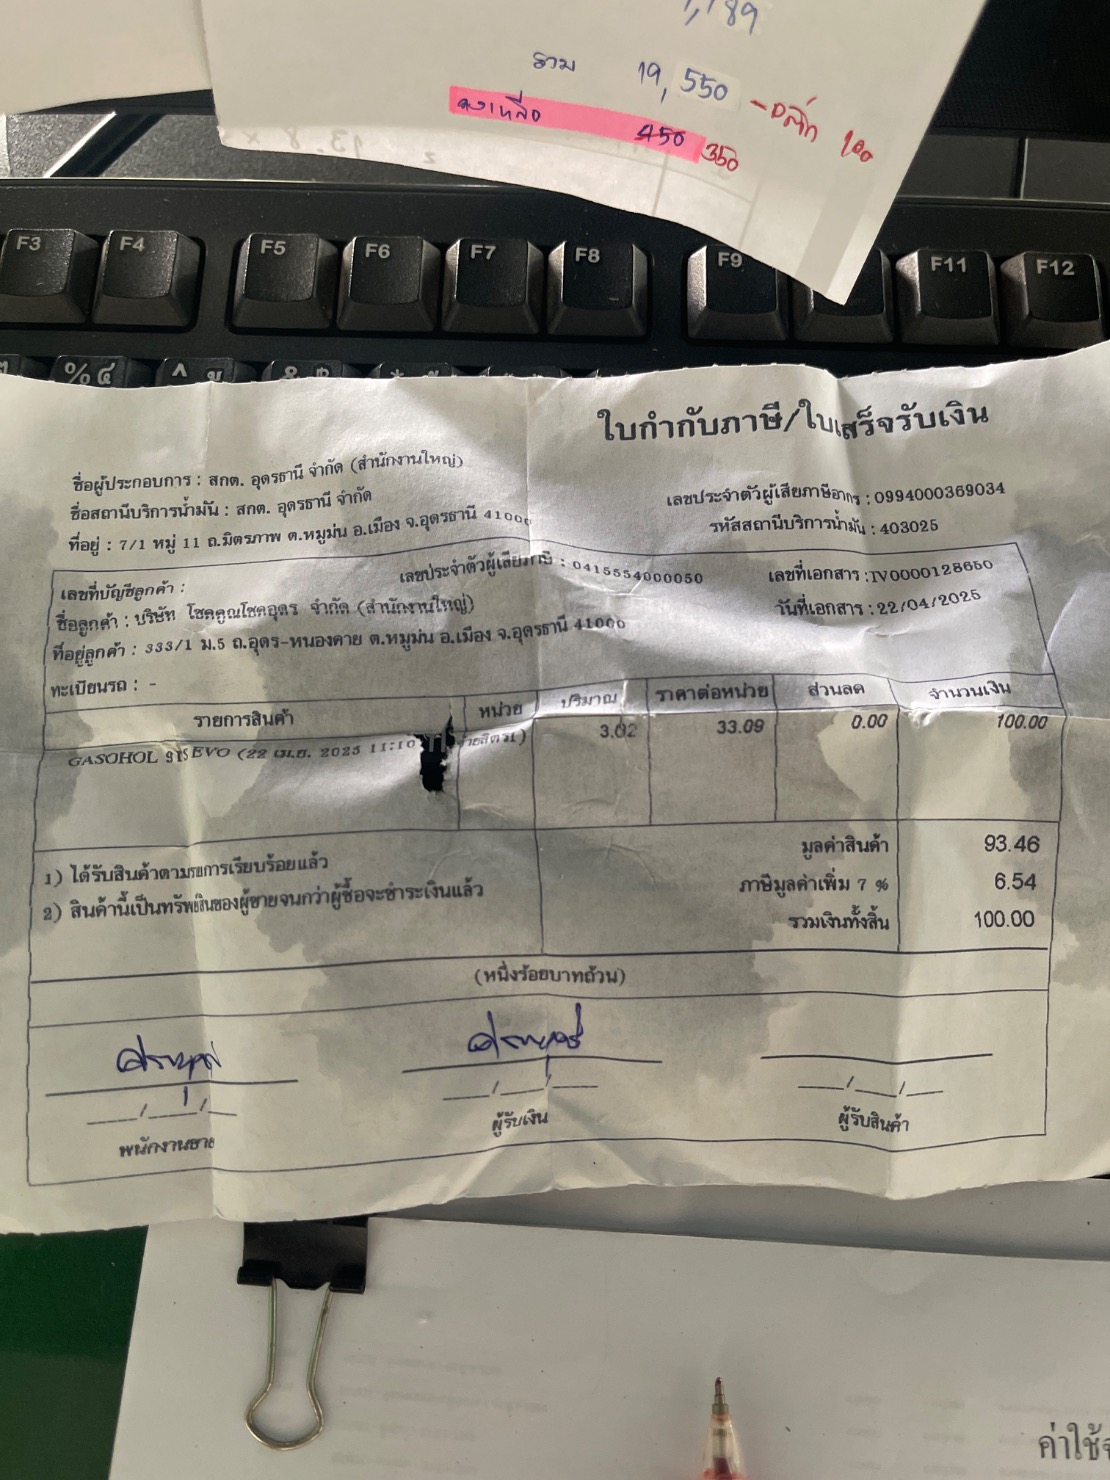 รวม 19,550 -
คงเหลือ 450 350
100
F3 F4 F5 F6 F7 F8 F9 F11 F12
ใบกำกับภาษี/ใบเสร็จรับเงิน
ชื่อผู้ประกอบการ : สกต. อุดรธานี จำกัด (สำนักงานใหญ่)
เลขประจำตัวผู้เสียภาษีอากร : 0994000369034
ชื่อสถานีบริการน้ำมัน : สกต. อุดรธานี จำกัด
รหัสสถานีบริการน้ำมัน : 403025
ที่อยู่ : 7/1 หมู่ 11 ถ.มิตรภาพ ต.หมูม่น อ.เมือง จ.อุดรธานี 41000
เลขที่บัญชีลูกค้า :
เลขประจำตัวผู้เสียภาษี : 0415554000050
เลขที่เอกสาร :IV0000128650
ชื่อลูกค้า : บริษัท โชคคูณโชคอุดร จำกัด (สำนักงานใหญ่)
วันที่เอกสาร : 22/04/2025
ที่อยู่ลูกค้า : 333/1 ม.5 ถ.อุดร-หนองคาย ต.หมูม่น อ.เมือง จ.อุดรธานี 41000
ทะเบียนรถ : -
รายการสินค้า หน่วย ปริมาณ ราคาต่อหน่วย ส่วนลด จำนวนเงิน
GASOHOL 91S EVO (22 เม.ย. 2025 11:10 3.02 33.09 0.00 100.00
1) ได้รับสินค้าตามรายการเรียบร้อยแล้ว
2) สินค้านี้เป็นทรัพย์สินของผู้ขายจนกว่าผู้ซื้อจะชำระเงินแล้ว
มูลค่าสินค้า 93.46
ภาษีมูลค่าเพิ่ม 7 % 6.54
รวมเงินทั้งสิ้น 100.00
(หนึ่งร้อยบาทถ้วน)
พนักงานขาย
ผู้รับเงิน
ผู้รับสินค้า